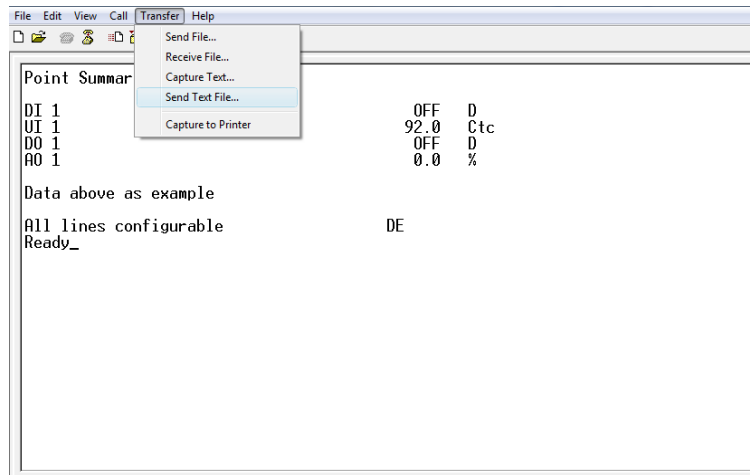 File Edit View Call Transfer Help
Send File...
Receive File...
Capture Text...
Send Text File...
Capture to Printer
Point Summar
DI 1 OFF D
UI 1 92.0 Ctc
DO 1 OFF D
AO 1 0.0 %
Data above as example
All lines configurable DE
Ready_